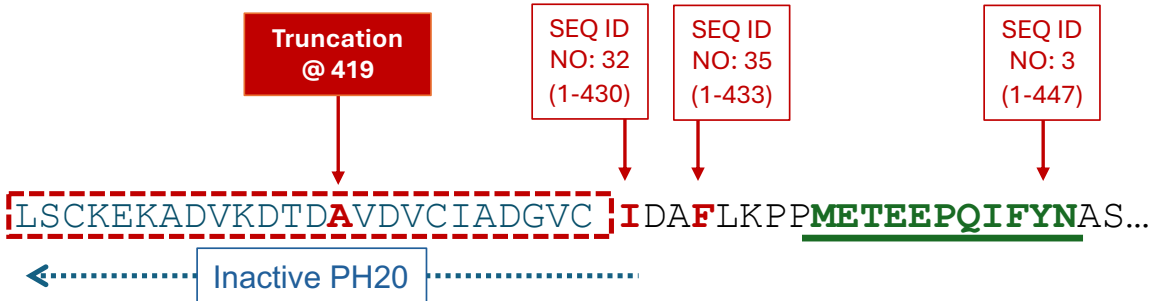 Truncation
@ 419
SEQ ID
NO: 32
(1-430)
SEQ ID
NO: 35
(1-433)
SEQ ID
NO: 3
(1-447)
LSCKEKADVKDTDAVDVCIADGVC IDAFLKPPMETEEPQIFYNAS...
Inactive PH20